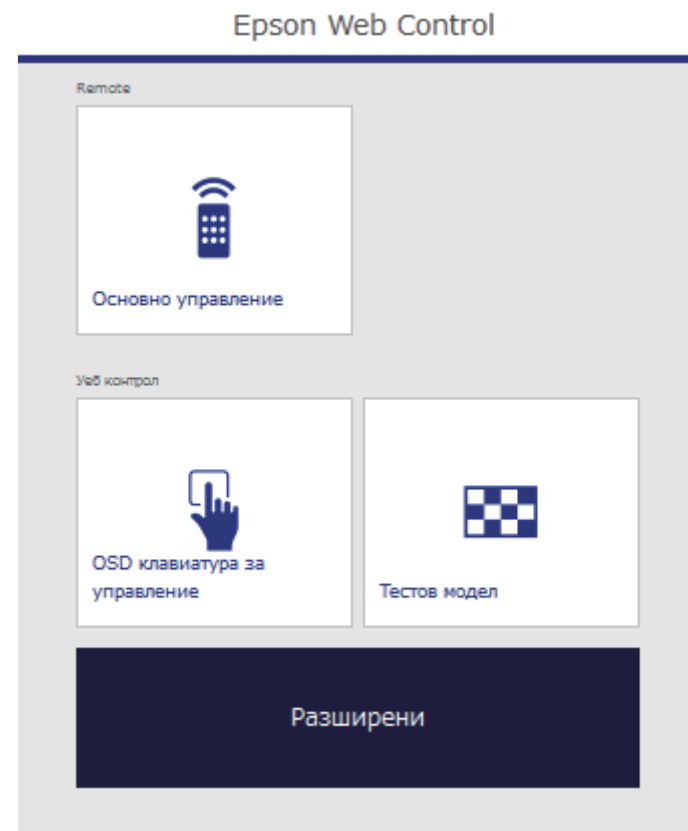 Epson Web Control
Remote
Основно управление
Уеб контрол
OSD клавиатура за
управление
Тестов модел
Разширени